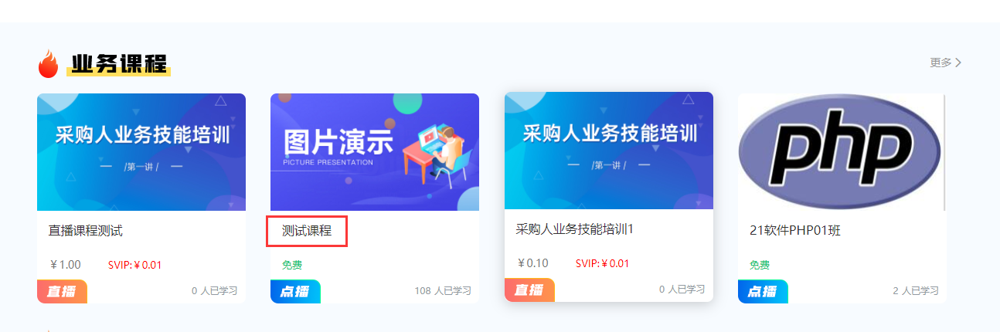 业务课程
更多
采购人业务技能培训
/第一讲/
直播课程测试
￥1.00 SVIP:￥0.01
直播 0 人已学习
图片演示
PICTURE PRESENTATION
测试课程
免费
点播 108 人已学习
采购人业务技能培训
/第一讲/
采购人业务技能培训1
￥0.10 SVIP:￥0.01
直播 0 人已学习
php
21软件PHP01班
免费
点播 2 人已学习